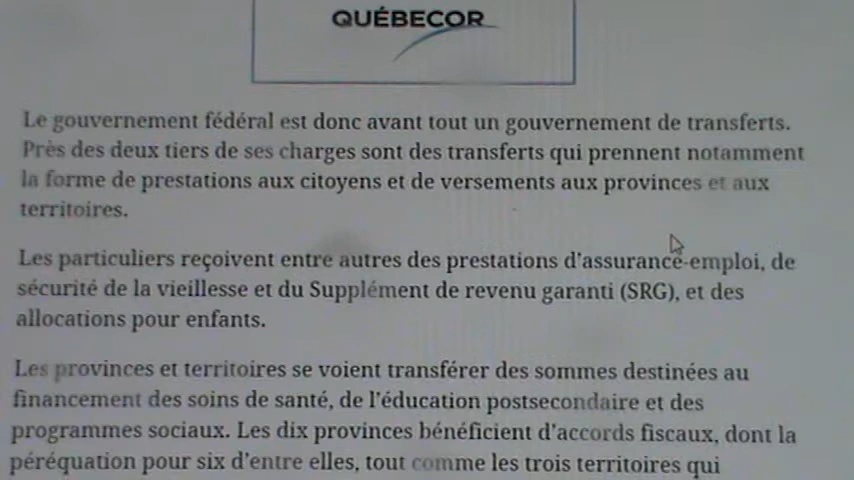 QUÉBECOR
Le gouvernement fédéral est donc avant tout un gouvernement de transferts.
Près des deux tiers de ses charges sont des transferts qui prennent notamment
la forme de prestations aux citoyens et de versements aux provinces et aux
territoires.
Les particuliers reçoivent entre autres des prestations d'assurance-emploi, de
sécurité de la vieillesse et du Supplément de revenu garanti (SRG), et des
allocations pour enfants.
Les provinces et territoires se voient transférer des sommes destinées au
financement des soins de santé, de l'éducation postsecondaire et des
programmes sociaux. Les dix provinces bénéficient d'accords fiscaux, dont la
péréquation pour six d'entre elles, tout comme les trois territoires qui